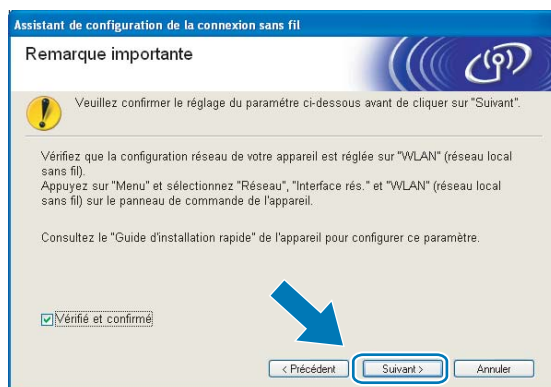 Assistant de configuration de la connexion sans fil
Remarque importante
Veuillez confirmer le réglage du paramétre ci-dessous avant de cliquer sur "Suivant".
Vérifiez que la configuration réseau de votre appareil est réglée sur "WLAN" (réseau local
sans fil).
Appuyez sur "Menu" et sélectionnez "Réseau", "Interface rés." et "WLAN" (réseau local
sans fil) sur le panneau de commande de l'appareil.
Consultez le "Guide d'installation rapide" de l'appareil pour configurer ce paramètre.
Vérifié et confirmé
< Précédent Suivant > Annuler